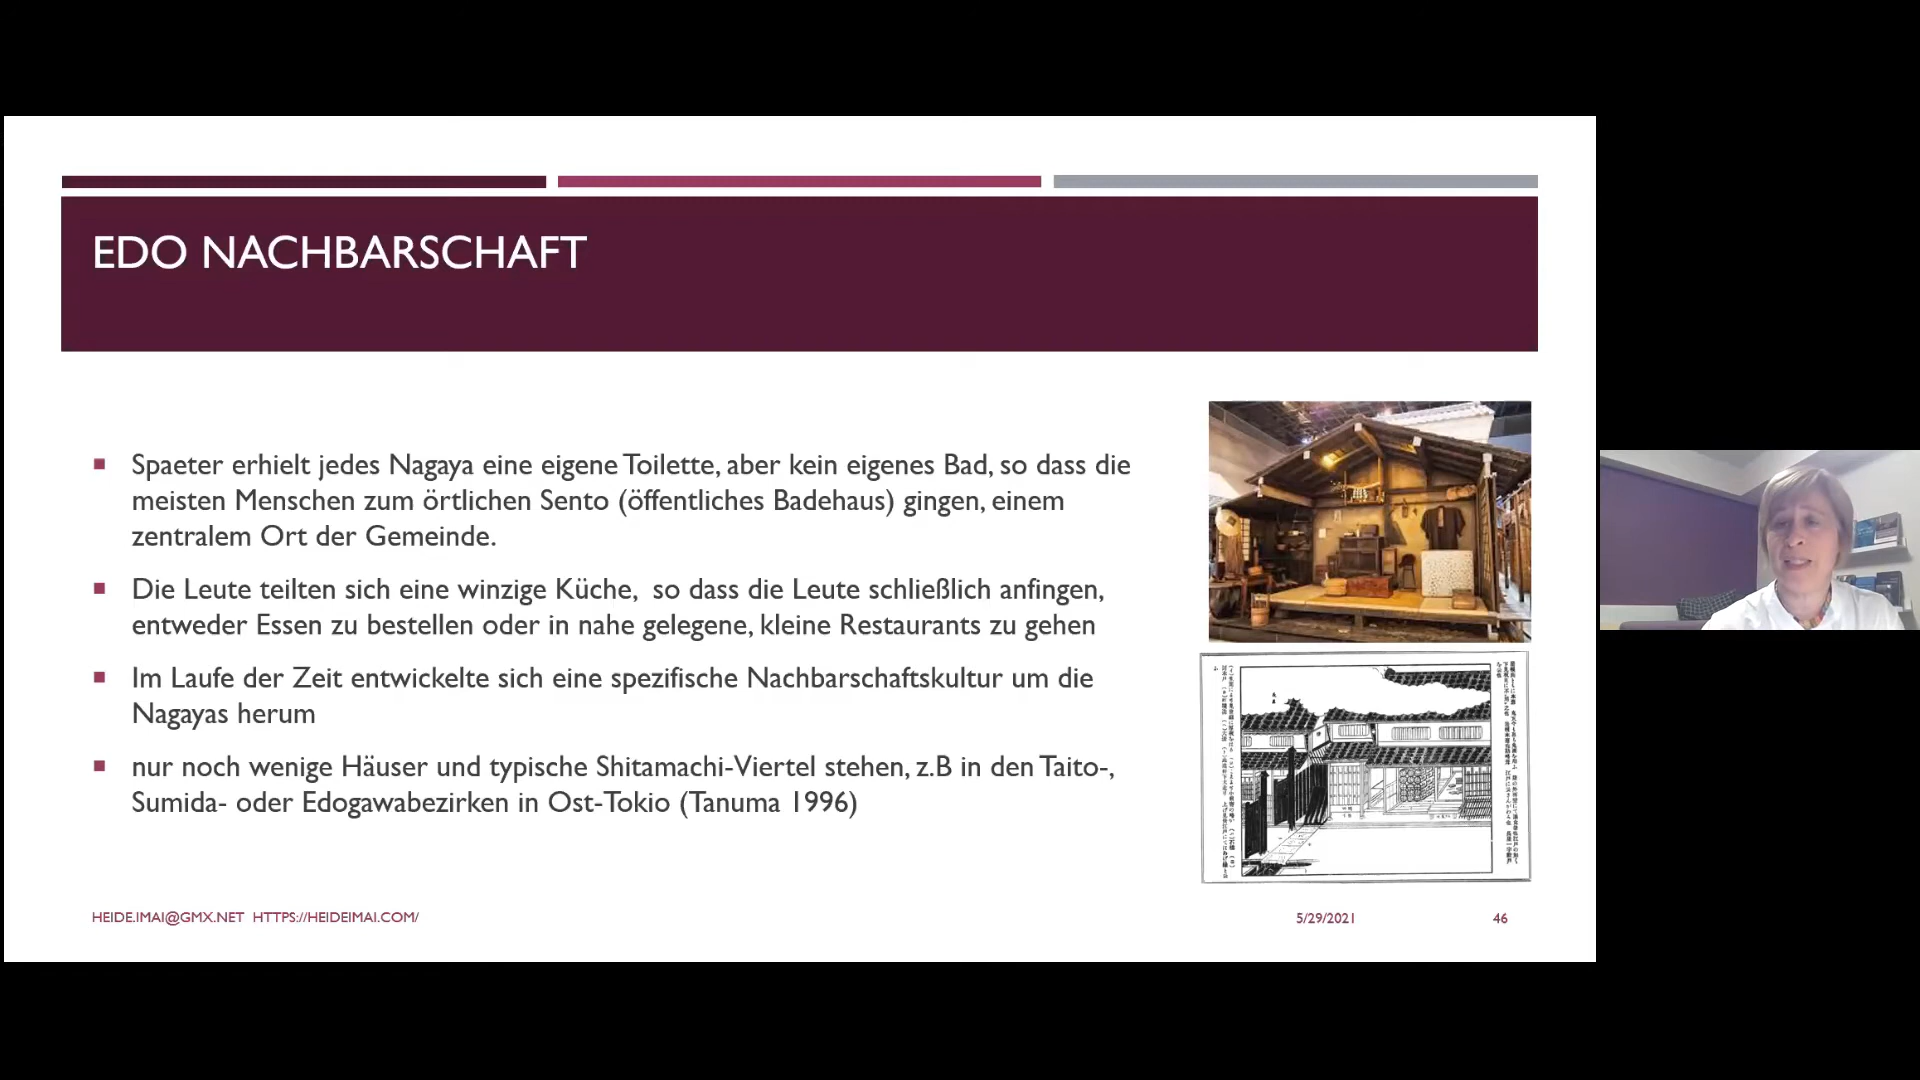 EDO NACHBARSCHAFT
Spaeter erhielt jedes Nagaya eine eigene Toilette, aber kein eigenes Bad, so dass die
meisten Menschen zum örtlichen Sento (öffentliches Badehaus) gingen, einem
zentralem Ort der Gemeinde.
Die Leute teilten sich eine winzige Küche, so dass die Leute schließlich anfingen,
entweder Essen zu bestellen oder in nahe gelegene, kleine Restaurants zu gehen
Im Laufe der Zeit entwickelte sich eine spezifische Nachbarschaftskultur um die
Nagayas herum
nur noch wenige Häuser und typische Shitamachi-Viertel stehen, z.B in den Taito-,
Sumida- oder Edogawabezirken in Ost-Tokio (Tanuma 1996)
HEIDE.IMAI@GMX.NET HTTPS://HEIDEIMAI.COM/
5/29/2021
46